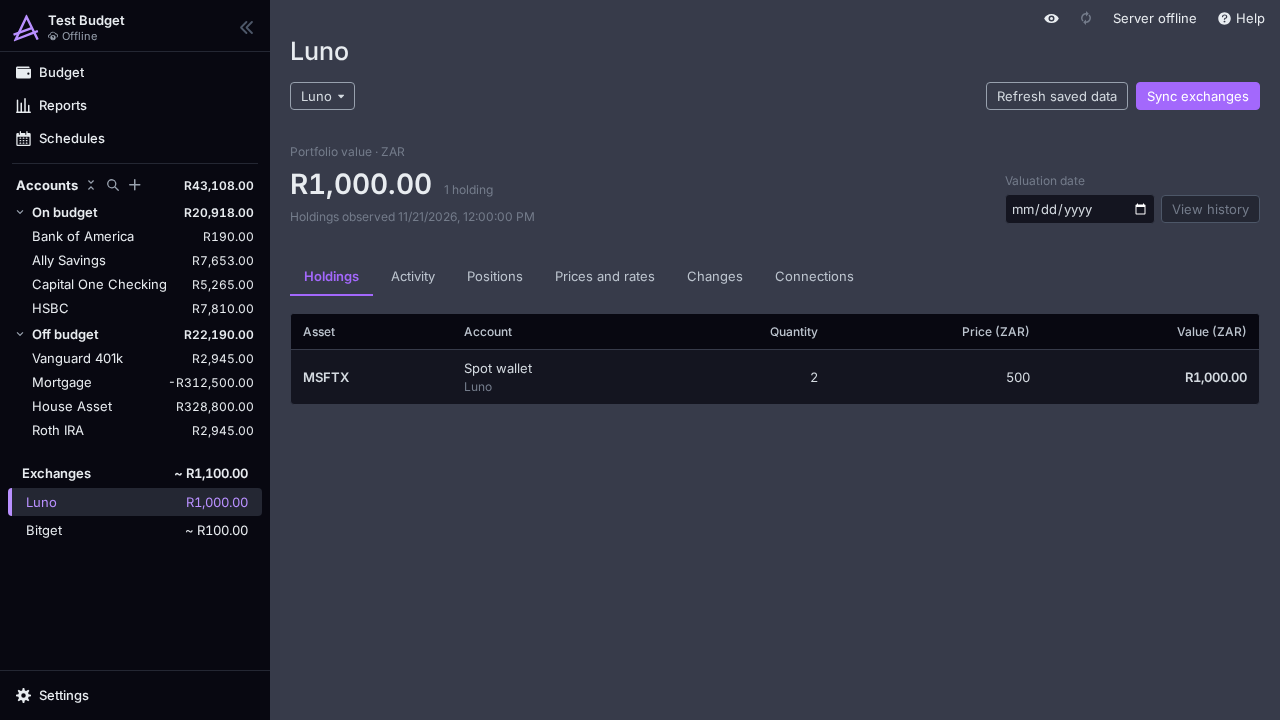 Test Budget
Offline
Budget
Reports
Schedules
Accounts R43,108.00
On budget R20,918.00
Bank of America R190.00
Ally Savings R7,653.00
Capital One Checking R5,265.00
HSBC R7,810.00
Off budget R22,190.00
Vanguard 401k R2,945.00
Mortgage -R312,500.00
House Asset R328,800.00
Roth IRA R2,945.00
Exchanges ~ R1,100.00
Luno R1,000.00
Bitget ~ R100.00
Settings
Server offline Help
Luno
Luno Refresh saved data Sync exchanges
Portfolio value · ZAR
R1,000.00 1 holding
Holdings observed 11/21/2026, 12:00:00 PM
Valuation date
mm/dd/yyyy View history
Holdings Activity Positions Prices and rates Changes Connections
Asset Account Quantity Price (ZAR) Value (ZAR)
MSFTX Spot wallet 2 500 R1,000.00
Luno